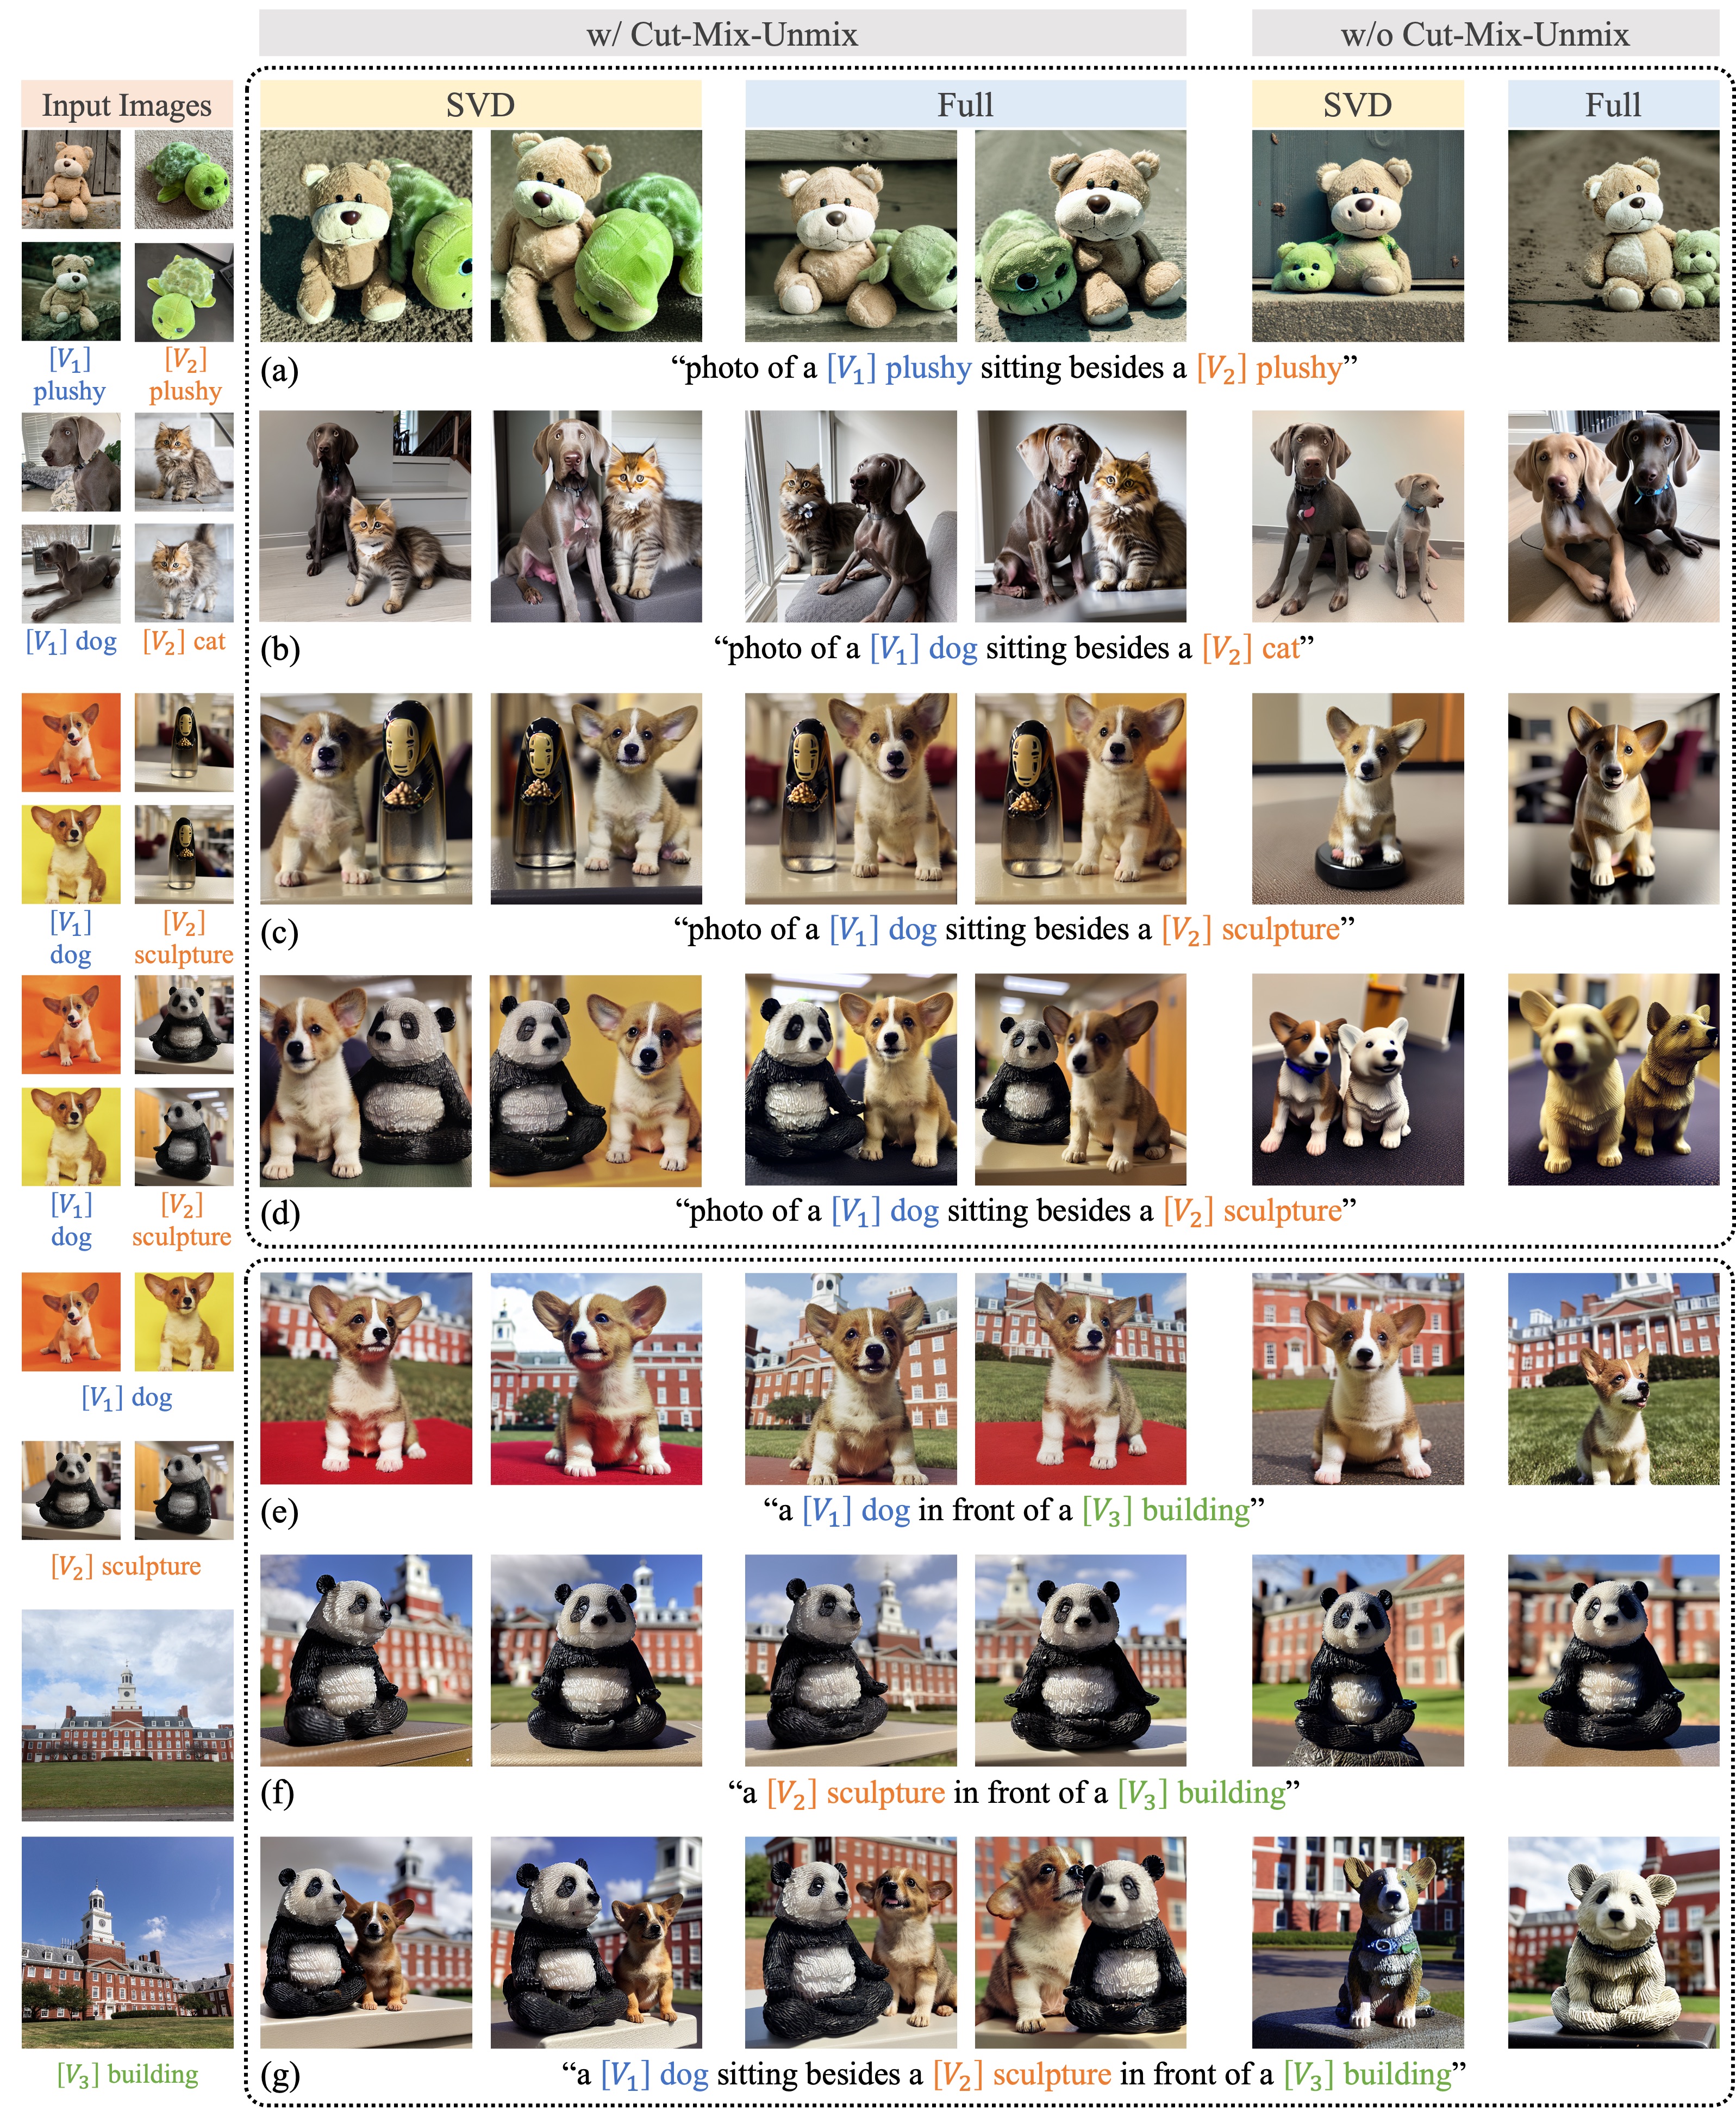 w/ Cut-Mix-Unmix
w/o Cut-Mix-Unmix
Input Images
SVD
Full
SVD
Full
[V₁] plushy
[V₂] plushy
(a)
“photo of a [V₁] plushy sitting besides a [V₂] plushy”
[V₁] dog
[V₂] cat
(b)
“photo of a [V₁] dog sitting besides a [V₂] cat”
[V₁] dog
[V₂] sculpture
(c)
“photo of a [V₁] dog sitting besides a [V₂] sculpture”
[V₁] dog
[V₂] sculpture
(d)
“photo of a [V₁] dog sitting besides a [V₂] sculpture”
[V₁] dog
(e)
“a [V₁] dog in front of a [V₃] building”
[V₂] sculpture
(f)
“a [V₂] sculpture in front of a [V₃] building”
[V₃] building
(g)
“a [V₁] dog sitting besides a [V₂] sculpture in front of a [V₃] building”